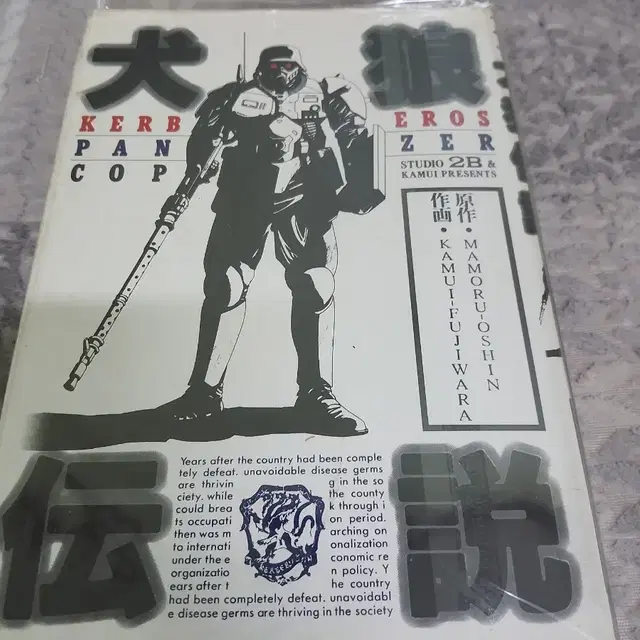 犬 狼
KERB EROS
PAN ZER
COP STUDIO 2B &
KAMUI PRESENTS
原作・MAMORU・OSHIN
作画・KAMUI・FUJIWARA
Years after the country had been comple
tely defeat. unavoidable disease germs
are thrivin g in the so
ciety. while the county
could brea k through i
ts occupati on period.
then was m arching on
to internati onalization
under the e conomic re
organizatio n policy. Y
ears after t he country
had been completely defeat. unavoidabl
e disease germs are thriving in the society
伝 説